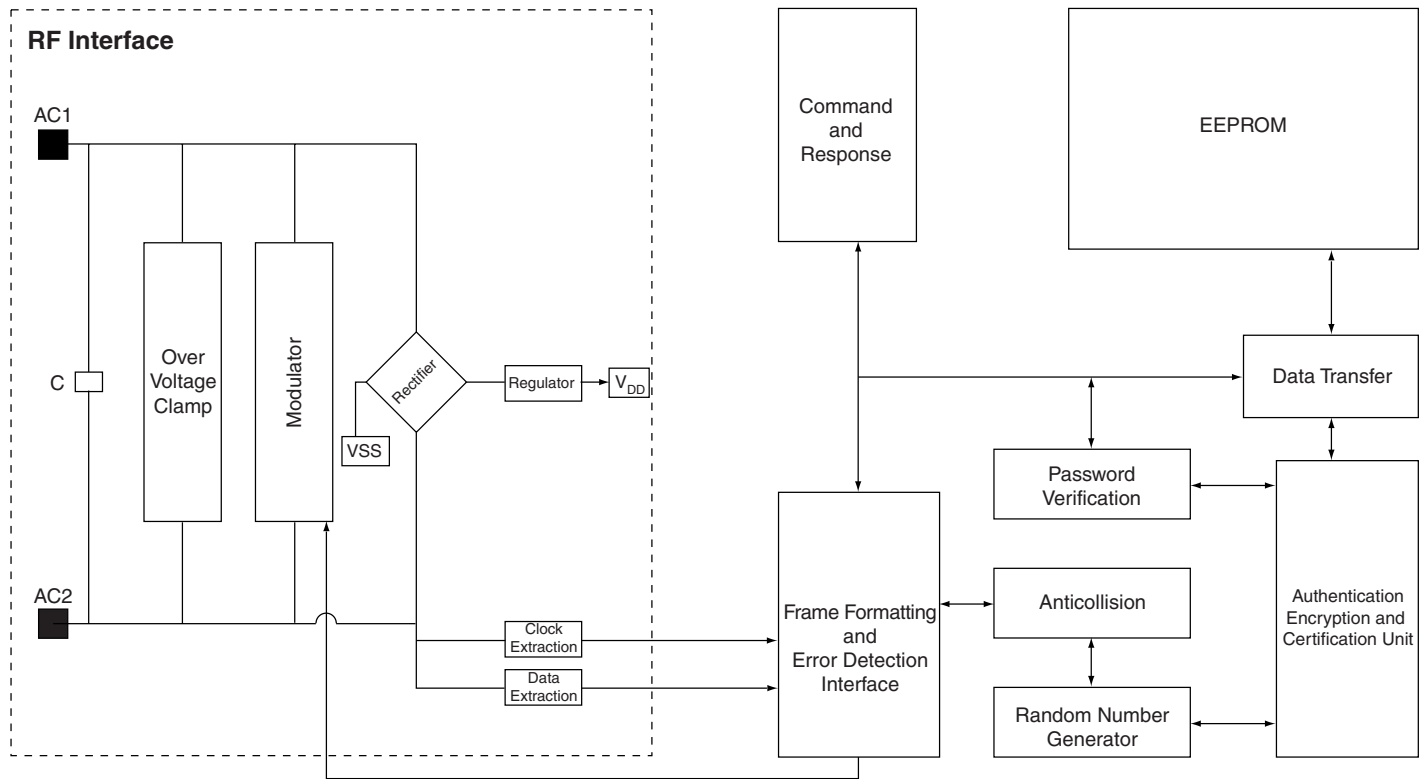 RF Interface
AC1
C
Over
Voltage
Clamp
Modulator
Rectifier
VSS
Regulator
VDD
AC2
Clock
Extraction
Data
Extraction
Command
and
Response
EEPROM
Data Transfer
Password
Verification
Frame Formatting
and
Error Detection
Interface
Anticollision
Random Number
Generator
Authentication
Encryption and
Certification Unit